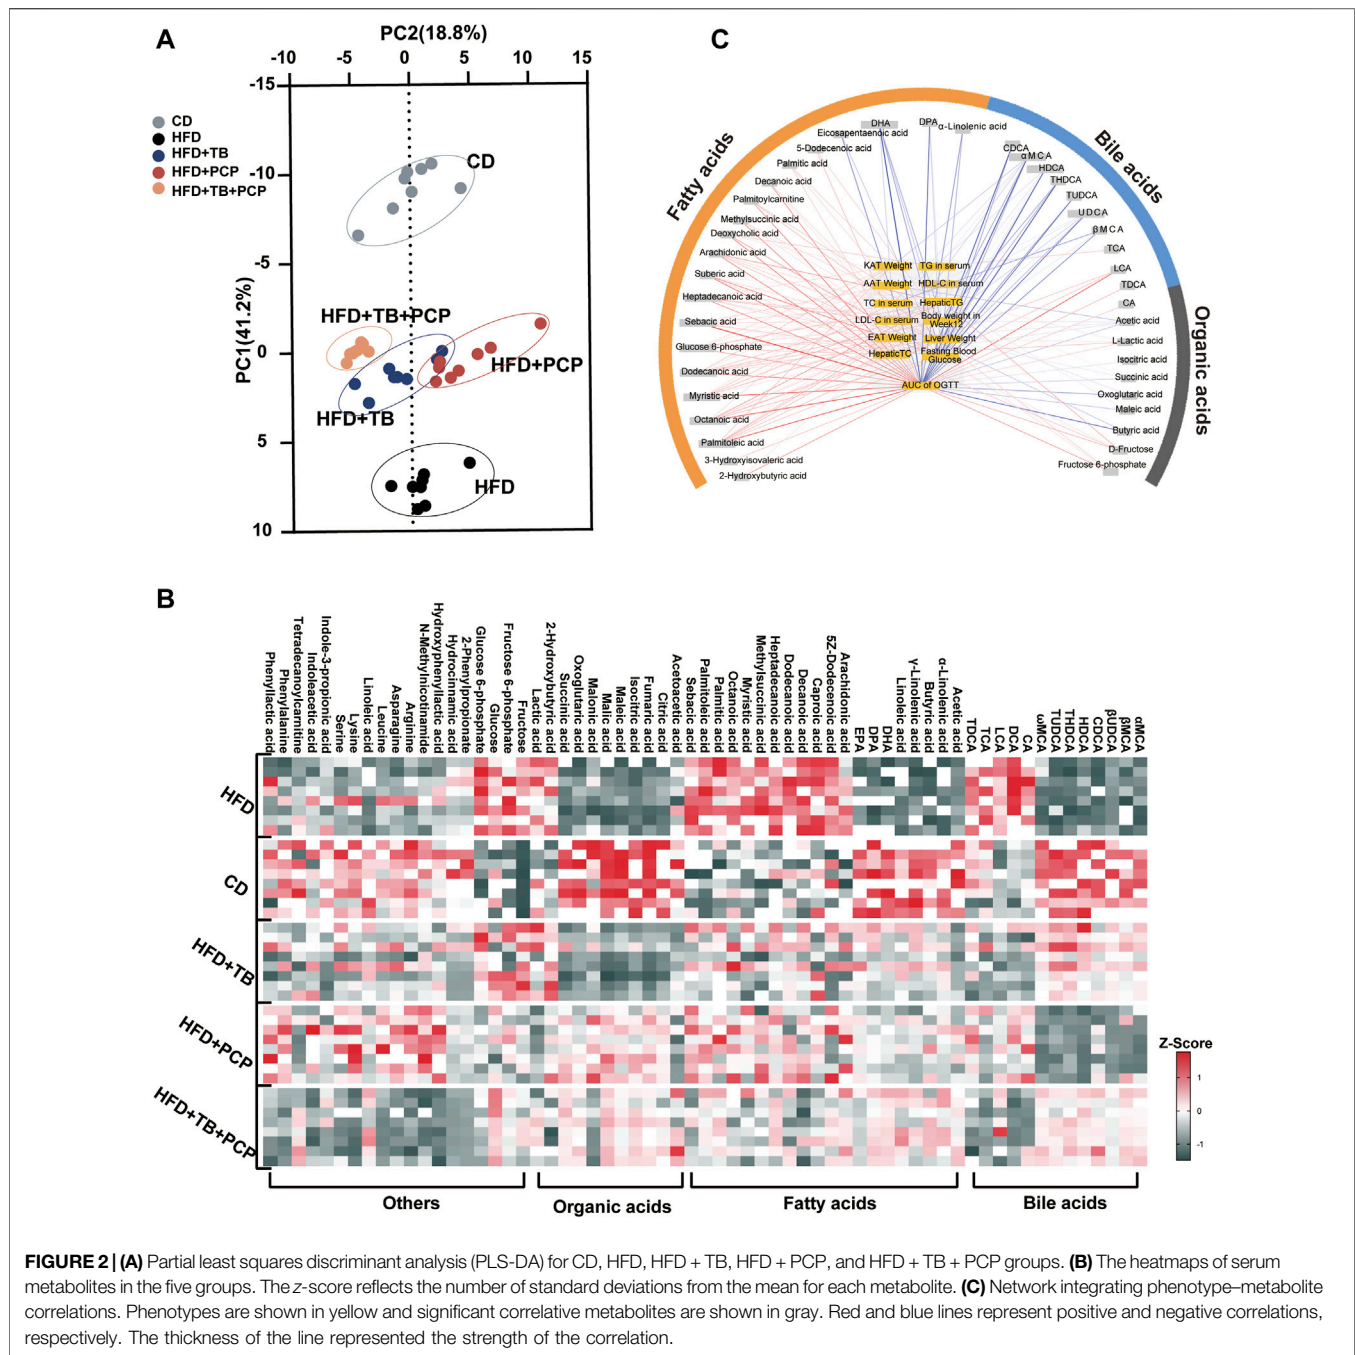 A
PC2(18.8%)
-10 -5 0 5 10 15
-15
-10
-5
0
5
10
PC1(41.2%)
CD
HFD
HFD+TB
HFD+PCP
HFD+TB+PCP
CD
HFD+TB+PCP
HFD+PCP
HFD+TB
HFD
C
Fatty acids
Bile acids
Organic acids
DHA
Eicosapentaenoic acid
5-Dodecenoic acid
Palmitic acid
Decanoic acid
Palmitoylcarnitine
Methylsuccinic acid
Deoxycholic acid
Arachidonic acid
Suberic acid
Heptadecanoic acid
Sebacic acid
Glucose 6-phosphate
Dodecanoic acid
Myristic acid
Octanoic acid
Palmitoleic acid
3-Hydroxyisovaleric acid
2-Hydroxybutyric acid
DPA
α-Linolenic acid
CDCA
αMCA
HDCA
THDCA
TUDCA
UDCA
βMCA
TCA
LCA
TDCA
CA
Acetic acid
L-Lactic acid
Isocitric acid
Succinic acid
Oxoglutaric acid
Maleic acid
Butyric acid
D-Fructose
Fructose 6-phosphate
KAT Weight
TG in serum
AAT Weight
HDL-C in serum
TC in serum
HepaticTG
LDL-C in serum
Body weight in
Week12
EAT Weight
Liver Weight
HepaticTC
Fasting Blood
Glucose
AUC of OGTT
B
Phenyllactic acid
Phenylalanine
Tetradecanoylcarnitine
Indoleacetic acid
Indole-3-propionic acid
Serine
Lysine
Linoleic acid
Leucine
Asparagine
Arginine
N-Methylnicotinamide
Hydroxyphenyllactic acid
Hydrocinnamic acid
2-Phenylpropionate
Glucose 6-phosphate
Glucose
Fructose 6-phosphate
Fructose
Lactic acid
2-Hydroxybutyric acid
Succinic acid
Oxoglutaric acid
Malonic acid
Malic acid
Maleic acid
Isocitric acid
Fumaric acid
Citric acid
Acetoacetic acid
Sebacic acid
Palmitoleic acid
Palmitic acid
Octanoic acid
Myristic acid
Methylsuccinic acid
Heptadecanoic acid
Dodecanoic acid
Decanoic acid
Caproic acid
5Z-Dodecenoic acid
Arachidonic acid
EPA
DPA
DHA
Linoleic acid
γ-Linolenic acid
Butyric acid
α-Linolenic acid
Acetic acid
TDCA
TCA
LCA
DCA
CA
ωMCA
TUDCA
THDCA
HDCA
CDCA
βUDCA
βMCA
αMCA
HFD
CD
HFD+TB
HFD+PCP
HFD+TB+PCP
Z-Score
1
0
-1
Others
Organic acids
Fatty acids
Bile acids
FIGURE 2 | (A) Partial least squares discriminant analysis (PLS-DA) for CD, HFD, HFD + TB, HFD + PCP, and HFD + TB + PCP groups. (B) The heatmaps of serum
metabolites in the five groups. The z-score reflects the number of standard deviations from the mean for each metabolite. (C) Network integrating phenotype–metabolite
correlations. Phenotypes are shown in yellow and significant correlative metabolites are shown in gray. Red and blue lines represent positive and negative correlations,
respectively. The thickness of the line represented the strength of the correlation.